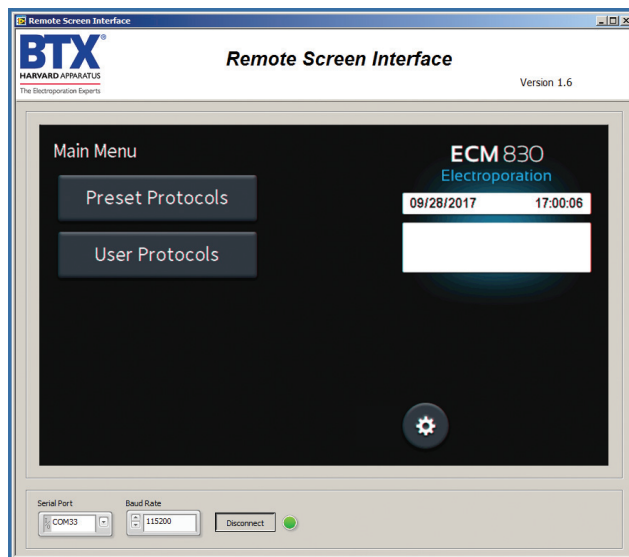 Remote Screen Interface
BTX®
HARVARD APPARATUS
The Electroporation Experts
Remote Screen Interface
Version 1.6
Main Menu
Preset Protocols
User Protocols
ECM 830
Electroporation
09/28/2017 17:00:06
Serial Port
COM33
Baud Rate
115200
Disconnect